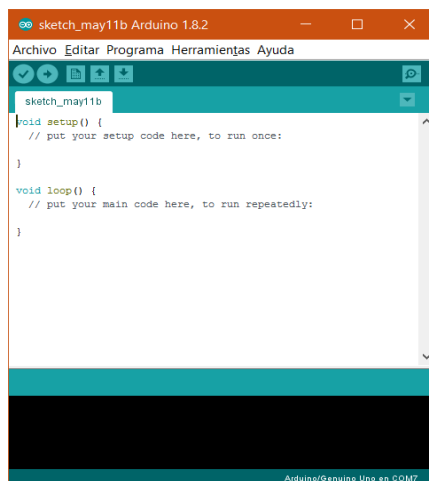 sketch_may11b Arduino 1.8.2
Archivo Editar Programa Herramientas Ayuda
sketch_may11b
void setup() {
// put your setup code here, to run once:
}
void loop() {
// put your main code here, to run repeatedly:
}
Arduino/Genuino Uno en COM7